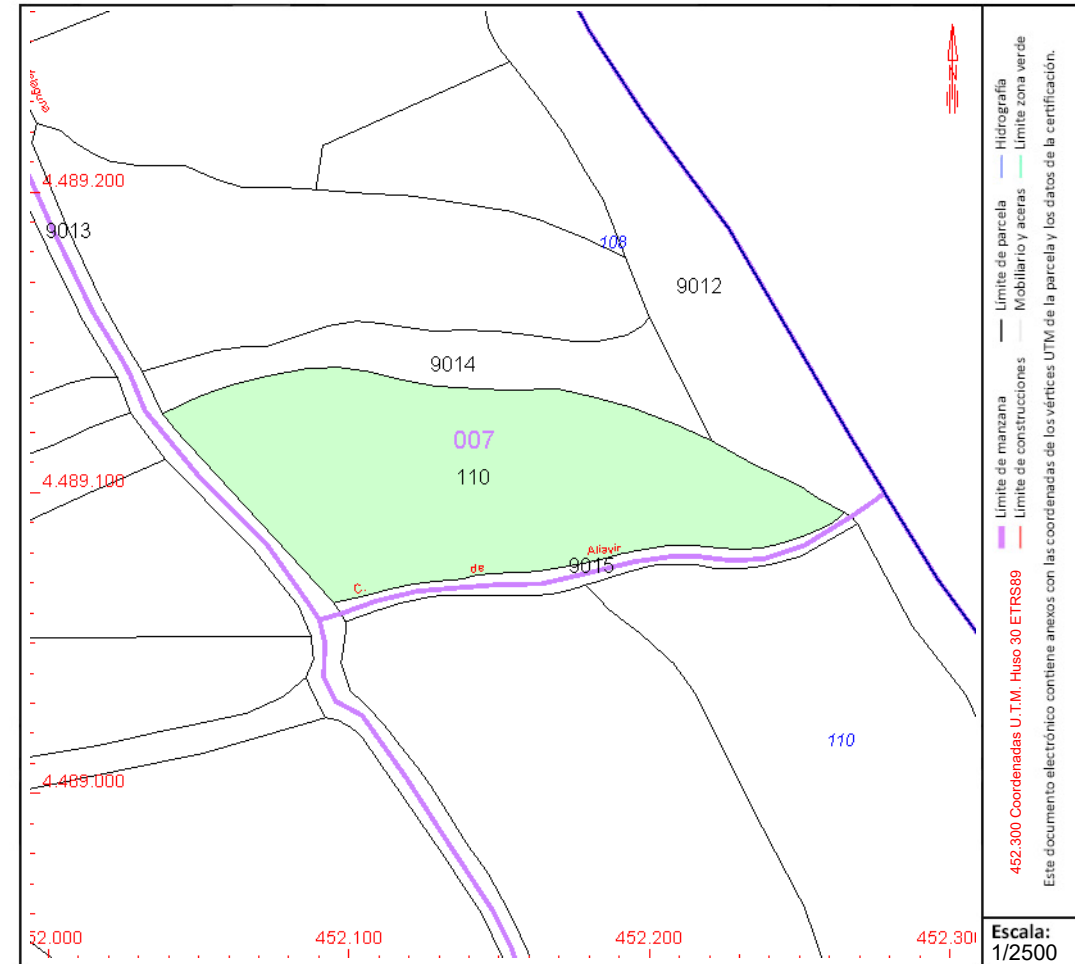 4.489.200
9013
108
9012
9014
007
110
4.489.100
C. de Aliavir
9015
110
4.489.000
52.000
452.100
452.200
452.30
N
Límite de manzana
Límite de parcela
Hidrografía
452.300 Coordenadas U.T.M. Huso 30 ETRS89
Límite de construcciones
Mobiliario y aceras
Límite zona verde
Este documento electrónico contiene anexos con las coordenadas de los vértices UTM de la parcela y los datos de la certificación.
Escala:
1/2500